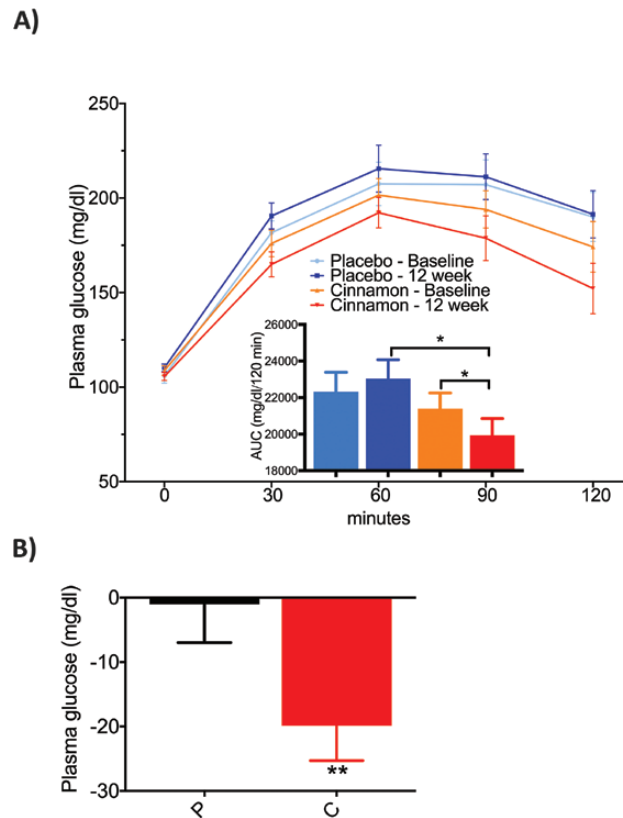 A)
Plasma glucose (mg/dl)
250
200
150
100
50
Placebo - Baseline
Placebo - 12 week
Cinnamon - Baseline
Cinnamon - 12 week
AUC (mg/dl/120 min)
26000
24000
22000
20000
18000
*
*
0 30 60 90 120
minutes
B)
Plasma glucose (mg/dl)
0
-10
-20
-30
**
P C